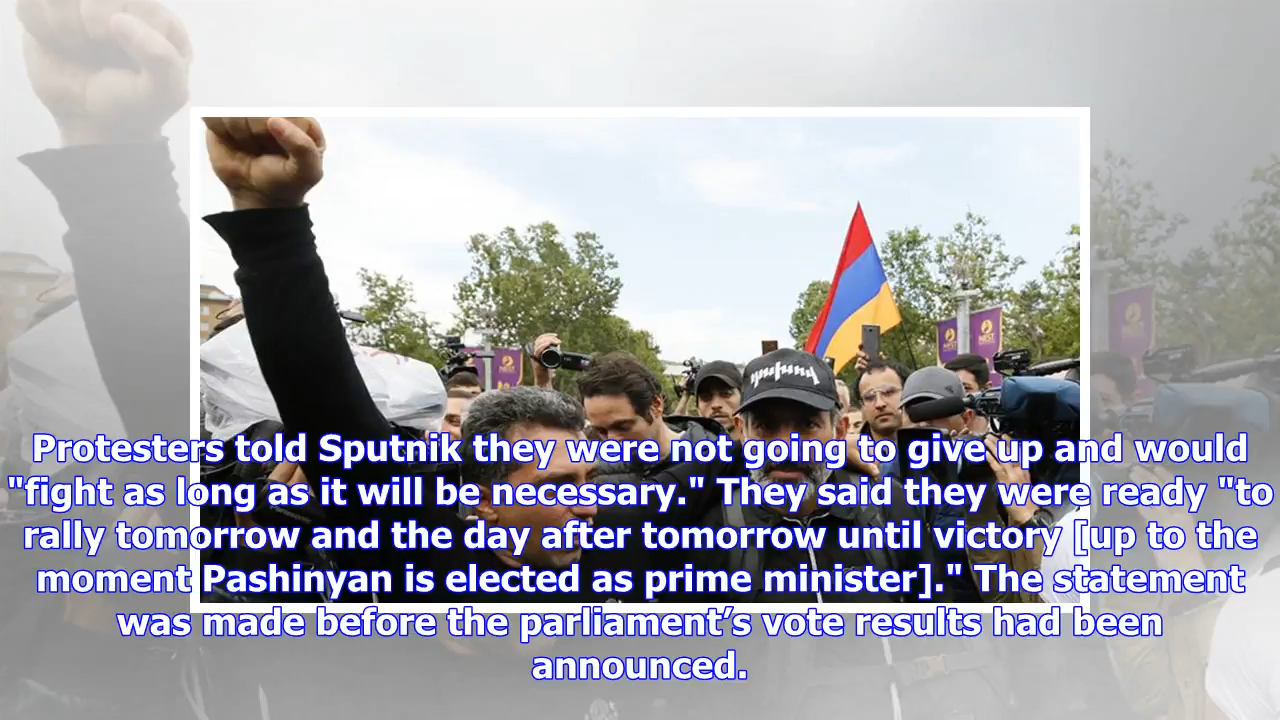 դուխով
NEST
NEST
Protesters told Sputnik they were not going to give up and would
"fight as long as it will be necessary." They said they were ready "to
rally tomorrow and the day after tomorrow until victory [up to the
moment Pashinyan is elected as prime minister]." The statement
was made before the parliament’s vote results had been
announced.